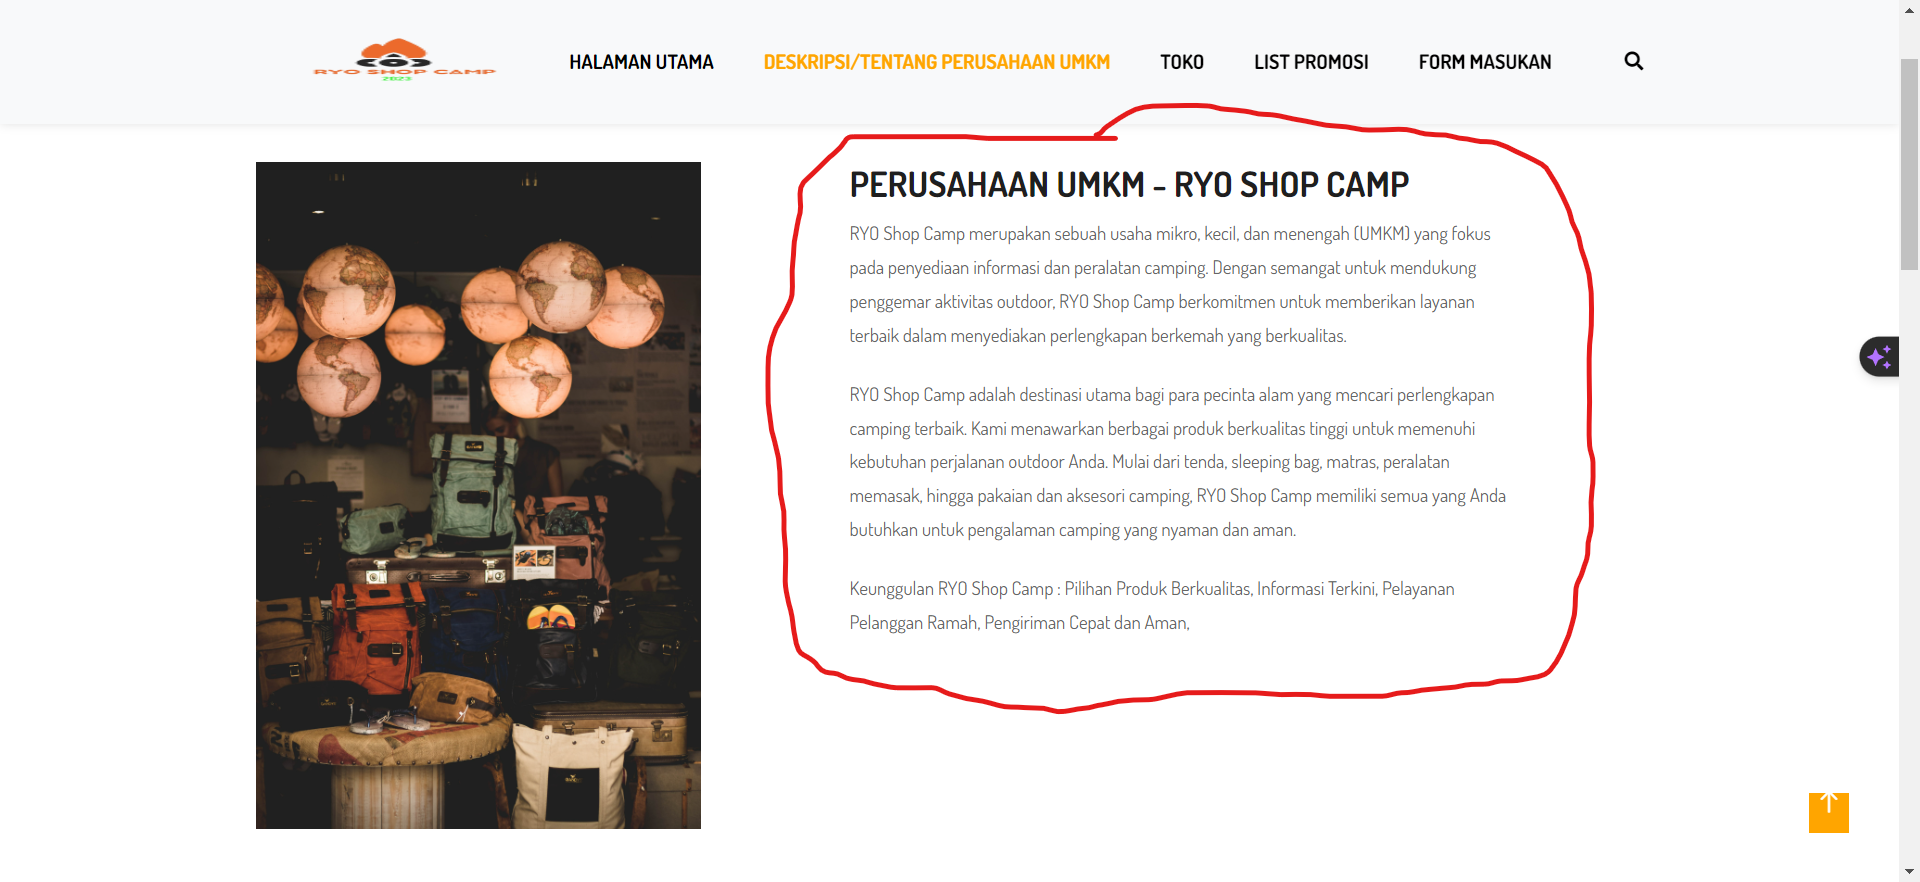 RYO SHOP CAMP
2023
HALAMAN UTAMA
DESKRIPSI/TENTANG PERUSAHAAN UMKM
TOKO
LIST PROMOSI
FORM MASUKAN
PERUSAHAAN UMKM - RYO SHOP CAMP
RYO Shop Camp merupakan sebuah usaha mikro, kecil, dan menengah (UMKM) yang fokus
pada penyediaan informasi dan peralatan camping. Dengan semangat untuk mendukung
penggemar aktivitas outdoor, RYO Shop Camp berkomitmen untuk memberikan layanan
terbaik dalam menyediakan perlengkapan berkemah yang berkualitas.
RYO Shop Camp adalah destinasi utama bagi para pecinta alam yang mencari perlengkapan
camping terbaik. Kami menawarkan berbagai produk berkualitas tinggi untuk memenuhi
kebutuhan perjalanan outdoor Anda. Mulai dari tenda, sleeping bag, matras, peralatan
memasak, hingga pakaian dan aksesori camping, RYO Shop Camp memiliki semua yang Anda
butuhkan untuk pengalaman camping yang nyaman dan aman.
Keunggulan RYO Shop Camp : Pilihan Produk Berkualitas, Informasi Terkini, Pelayanan
Pelanggan Ramah, Pengiriman Cepat dan Aman,